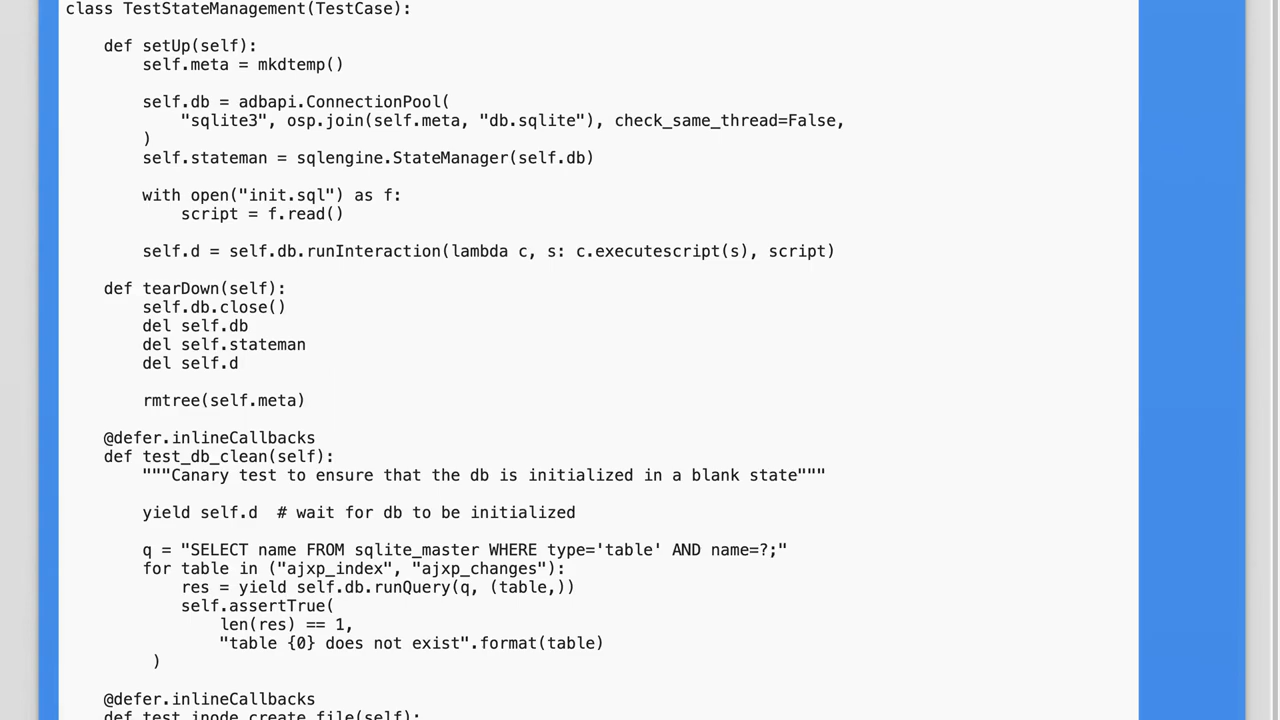 class TestStateManagement(TestCase):
def setUp(self):
self.meta = mkdtemp()
self.db = adbapi.ConnectionPool(
"sqlite3", osp.join(self.meta, "db.sqlite"), check_same_thread=False,
)
self.stateman = sqlengine.StateManager(self.db)
with open("init.sql") as f:
script = f.read()
self.d = self.db.runInteraction(lambda c, s: c.executescript(s), script)
def tearDown(self):
self.db.close()
del self.db
del self.stateman
del self.d
rmtree(self.meta)
@defer.inlineCallbacks
def test_db_clean(self):
"""Canary test to ensure that the db is initialized in a blank state"""
yield self.d  # wait for db to be initialized
q = "SELECT name FROM sqlite_master WHERE type='table' AND name=?;"
for table in ("ajxp_index", "ajxp_changes"):
res = yield self.db.runQuery(q, (table,))
self.assertTrue(
len(res) == 1,
"table {0} does not exist".format(table)
)
@defer.inlineCallbacks
def test_inode_create_file(self):